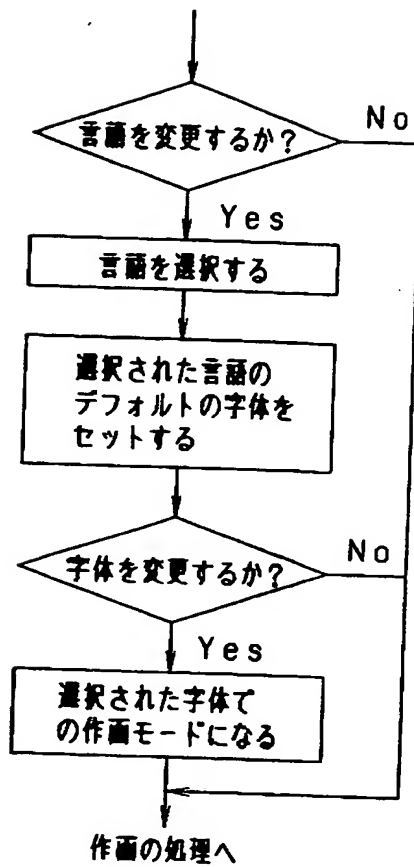 言語を変更するか?
No
Yes
言語を選択する
選択された言語の
デフォルトの字体を
セットする
字体を変更するか?
No
Yes
選択された字体で
の作画モードになる
作画の処理へ